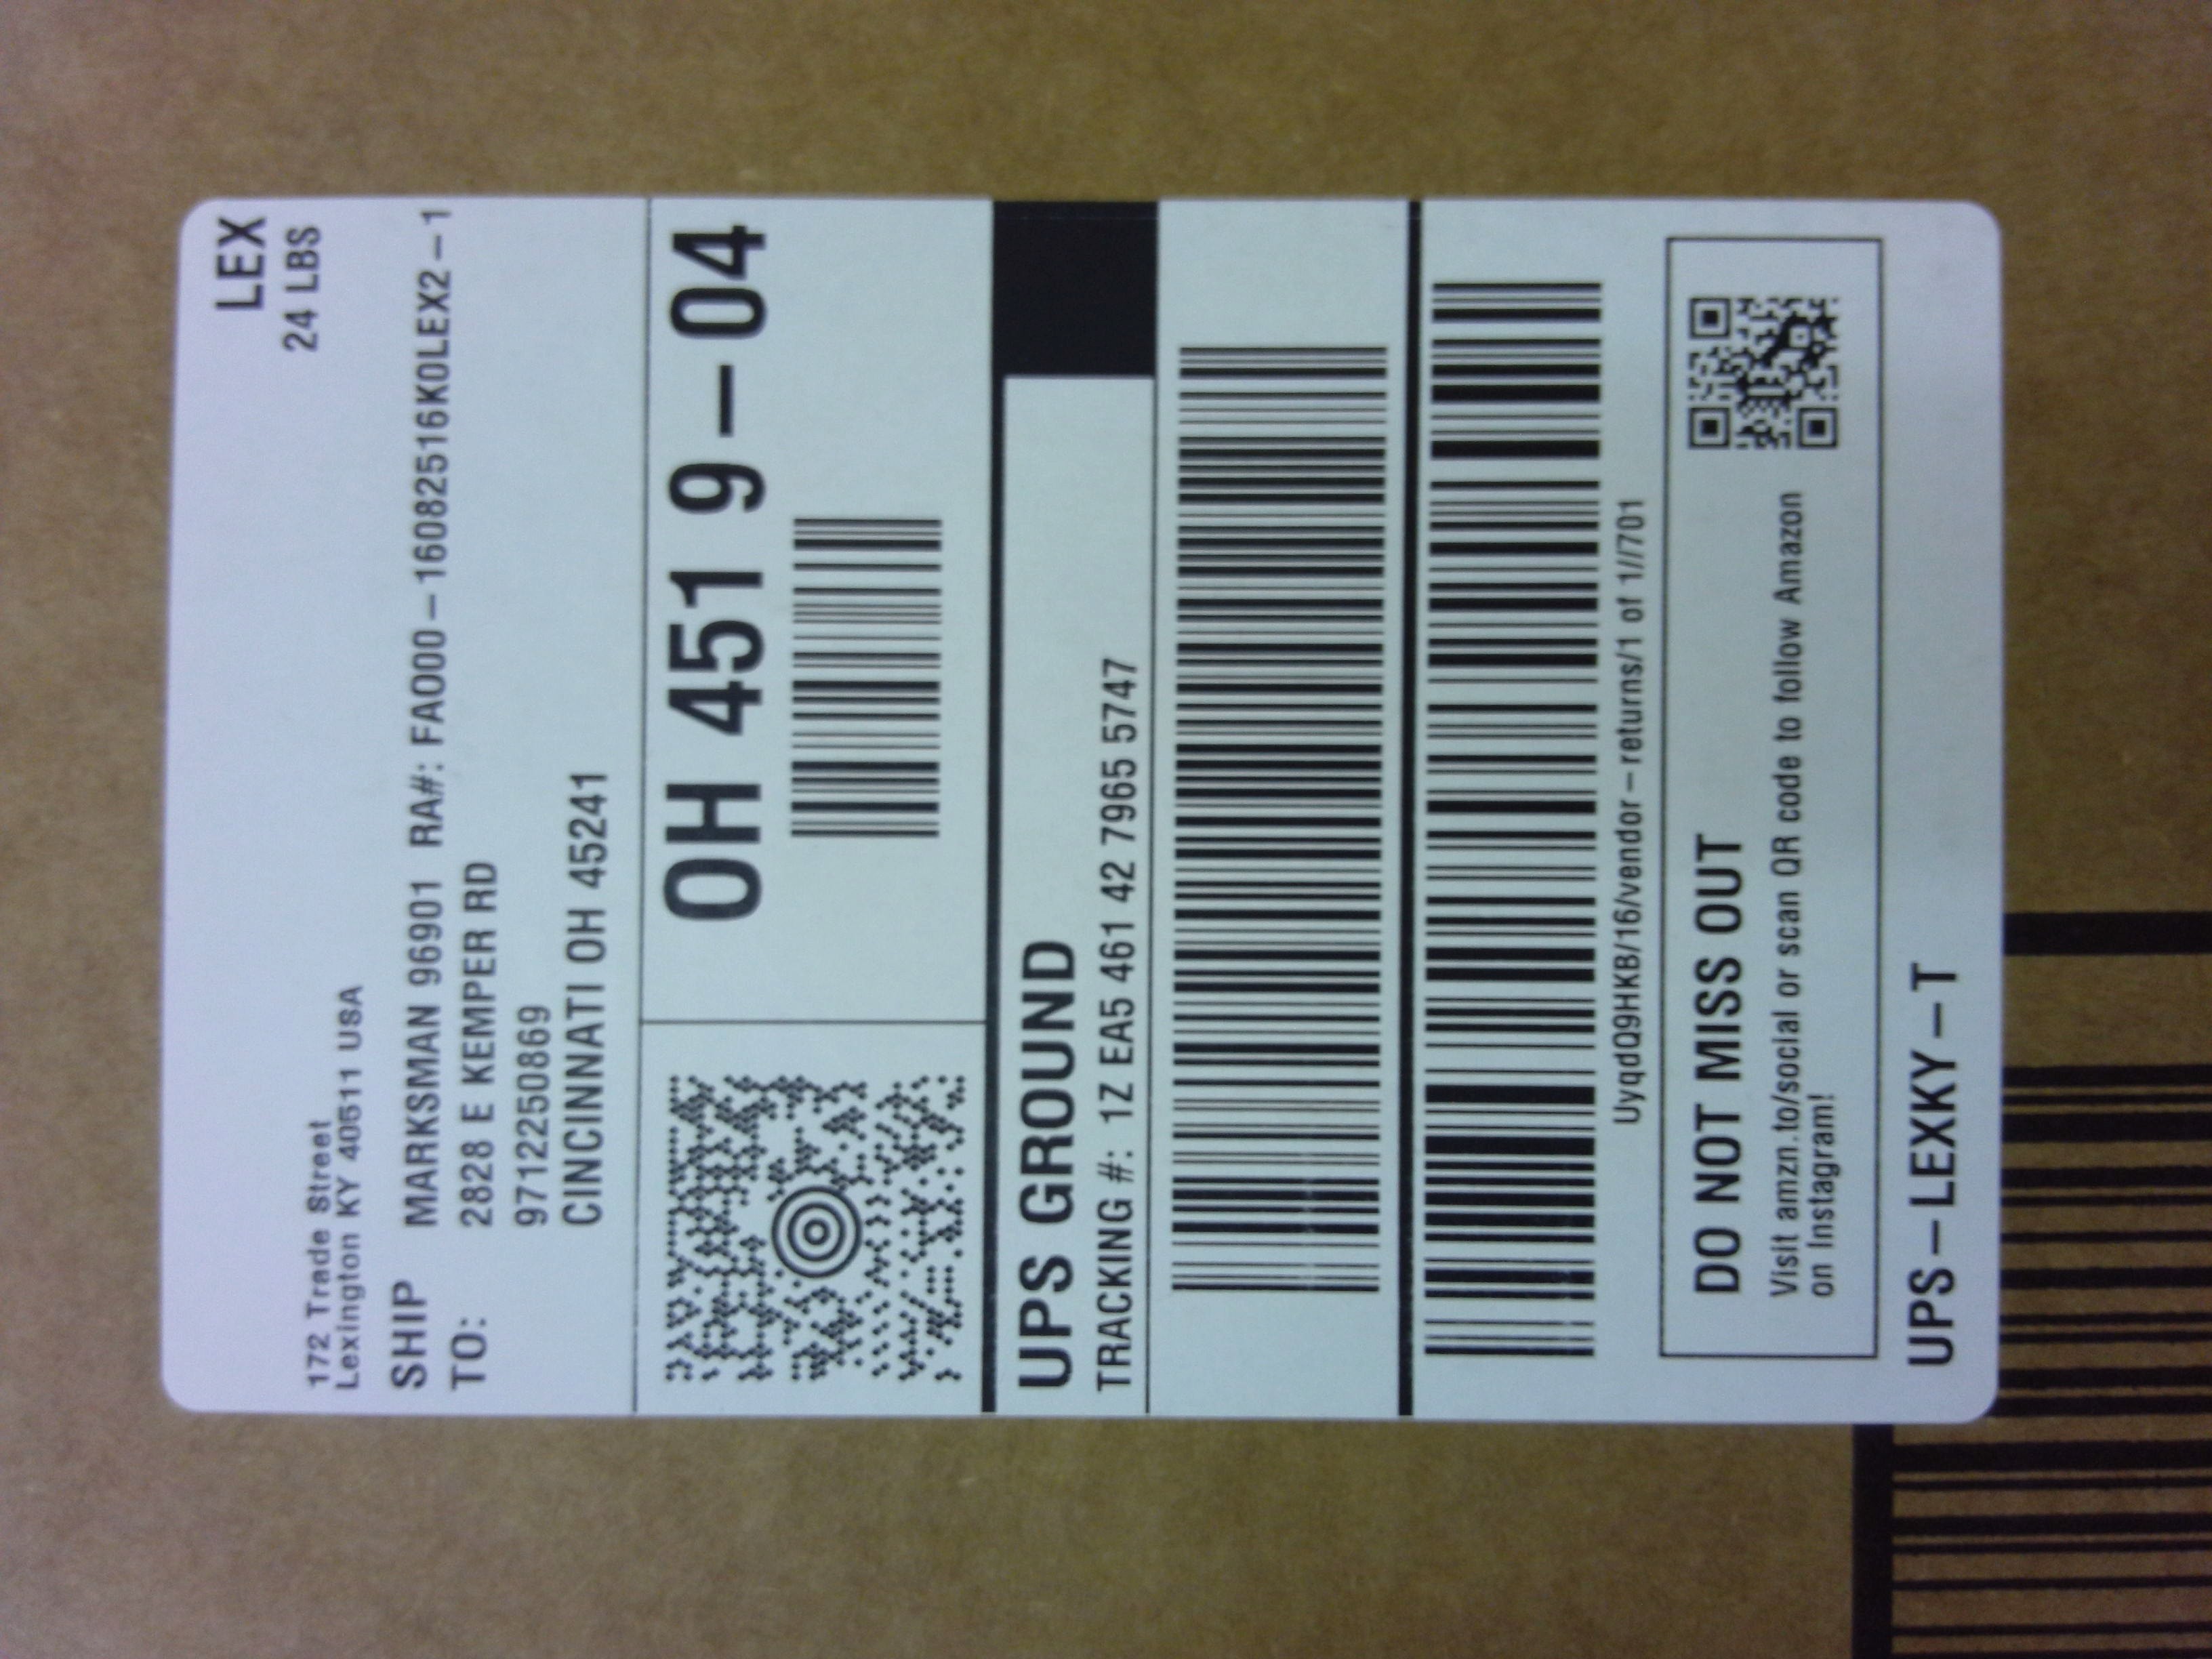 LEX
24 LBS
172 Trade Street
Lexington KY 40511 USA
SHIP
TO:
MARKSMAN 96901 RA#: FA000-160825516K0LEX2-1
2828 E KEMPER RD
9712250869
CINCINNATI OH 45241
OH 451 9-04
UPS GROUND
TRACKING #: 1Z EA5 461 42 7965 5747
UyqdQ9HKB/16/vendor-returns/1 of 1//701
DO NOT MISS OUT
Visit amzn.to/social or scan QR code to follow Amazon
on Instagram!
UPS-LEXKY-T